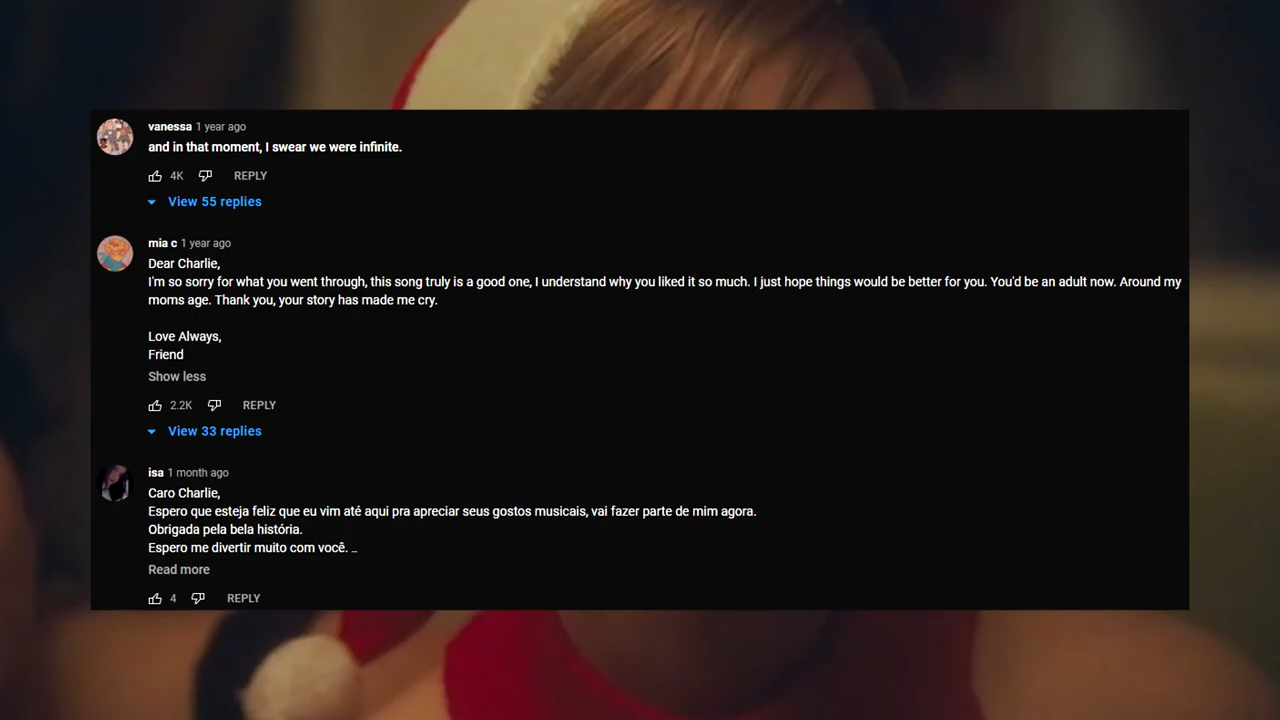 vanessa 1 year ago
and in that moment, I swear we were infinite.
4K REPLY
View 55 replies
mia c 1 year ago
Dear Charlie,
I'm so sorry for what you went through, this song truly is a good one, I understand why you liked it so much. I just hope things would be better for you. You'd be an adult now. Around my
moms age. Thank you, your story has made me cry.
Love Always,
Friend
Show less
2.2K REPLY
View 33 replies
isa 1 month ago
Caro Charlie,
Espero que esteja feliz que eu vim até aqui pra apreciar seus gostos musicais, vai fazer parte de mim agora.
Obrigada pela bela história.
Espero me divertir muito com você. ...
Read more
4 REPLY